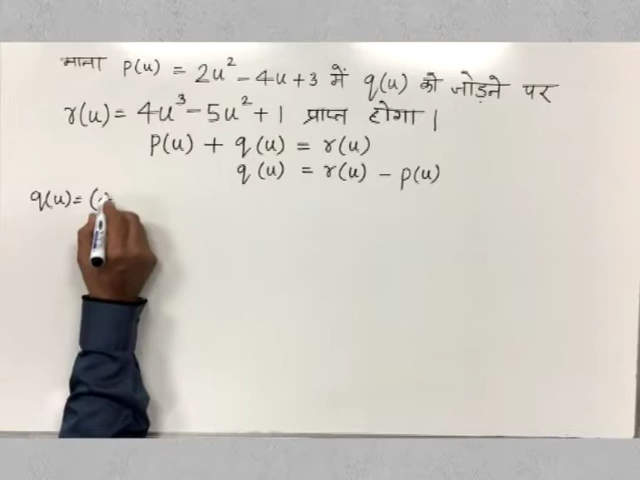 माना p(u) = 2u² - 4u + 3 में q(u) को जोड़ने पर
r(u) = 4u³ - 5u² + 1 प्राप्त होगा।
p(u) + q(u) = r(u)
q(u) = r(u) - p(u)
q(u) = (